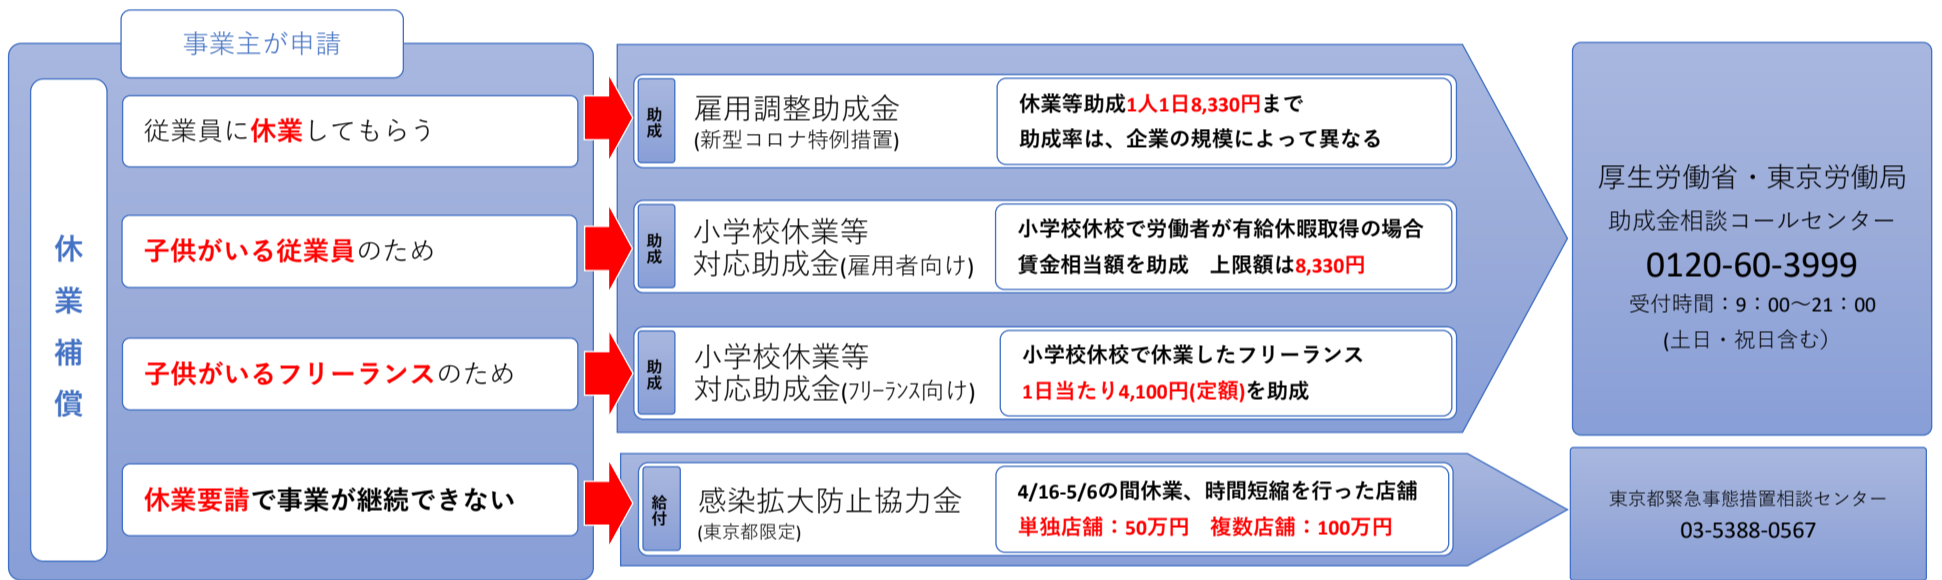 事業主が申請
休業補償
従業員に休業してもらう
助成
雇用調整助成金
(新型コロナ特例措置)
休業等助成1人1日8,330円まで
助成率は、企業の規模によって異なる
子供がいる従業員のため
助成
小学校休業等
対応助成金(雇用者向け)
小学校休校で労働者が有給休暇取得の場合
賃金相当額を助成　上限額は8,330円
子供がいるフリーランスのため
助成
小学校休業等
対応助成金(ﾌﾘｰﾗﾝｽ向け)
小学校休校で休業したフリーランス
1日当たり4,100円(定額)を助成
厚生労働省・東京労働局
助成金相談コールセンター
0120-60-3999
受付時間：9：00～21：00
(土日・祝日含む）
休業要請で事業が継続できない
給付
感染拡大防止協力金
(東京都限定)
4/16-5/6の間休業、時間短縮を行った店舗
単独店舗：50万円　複数店舗：100万円
東京都緊急事態措置相談センター
03-5388-0567